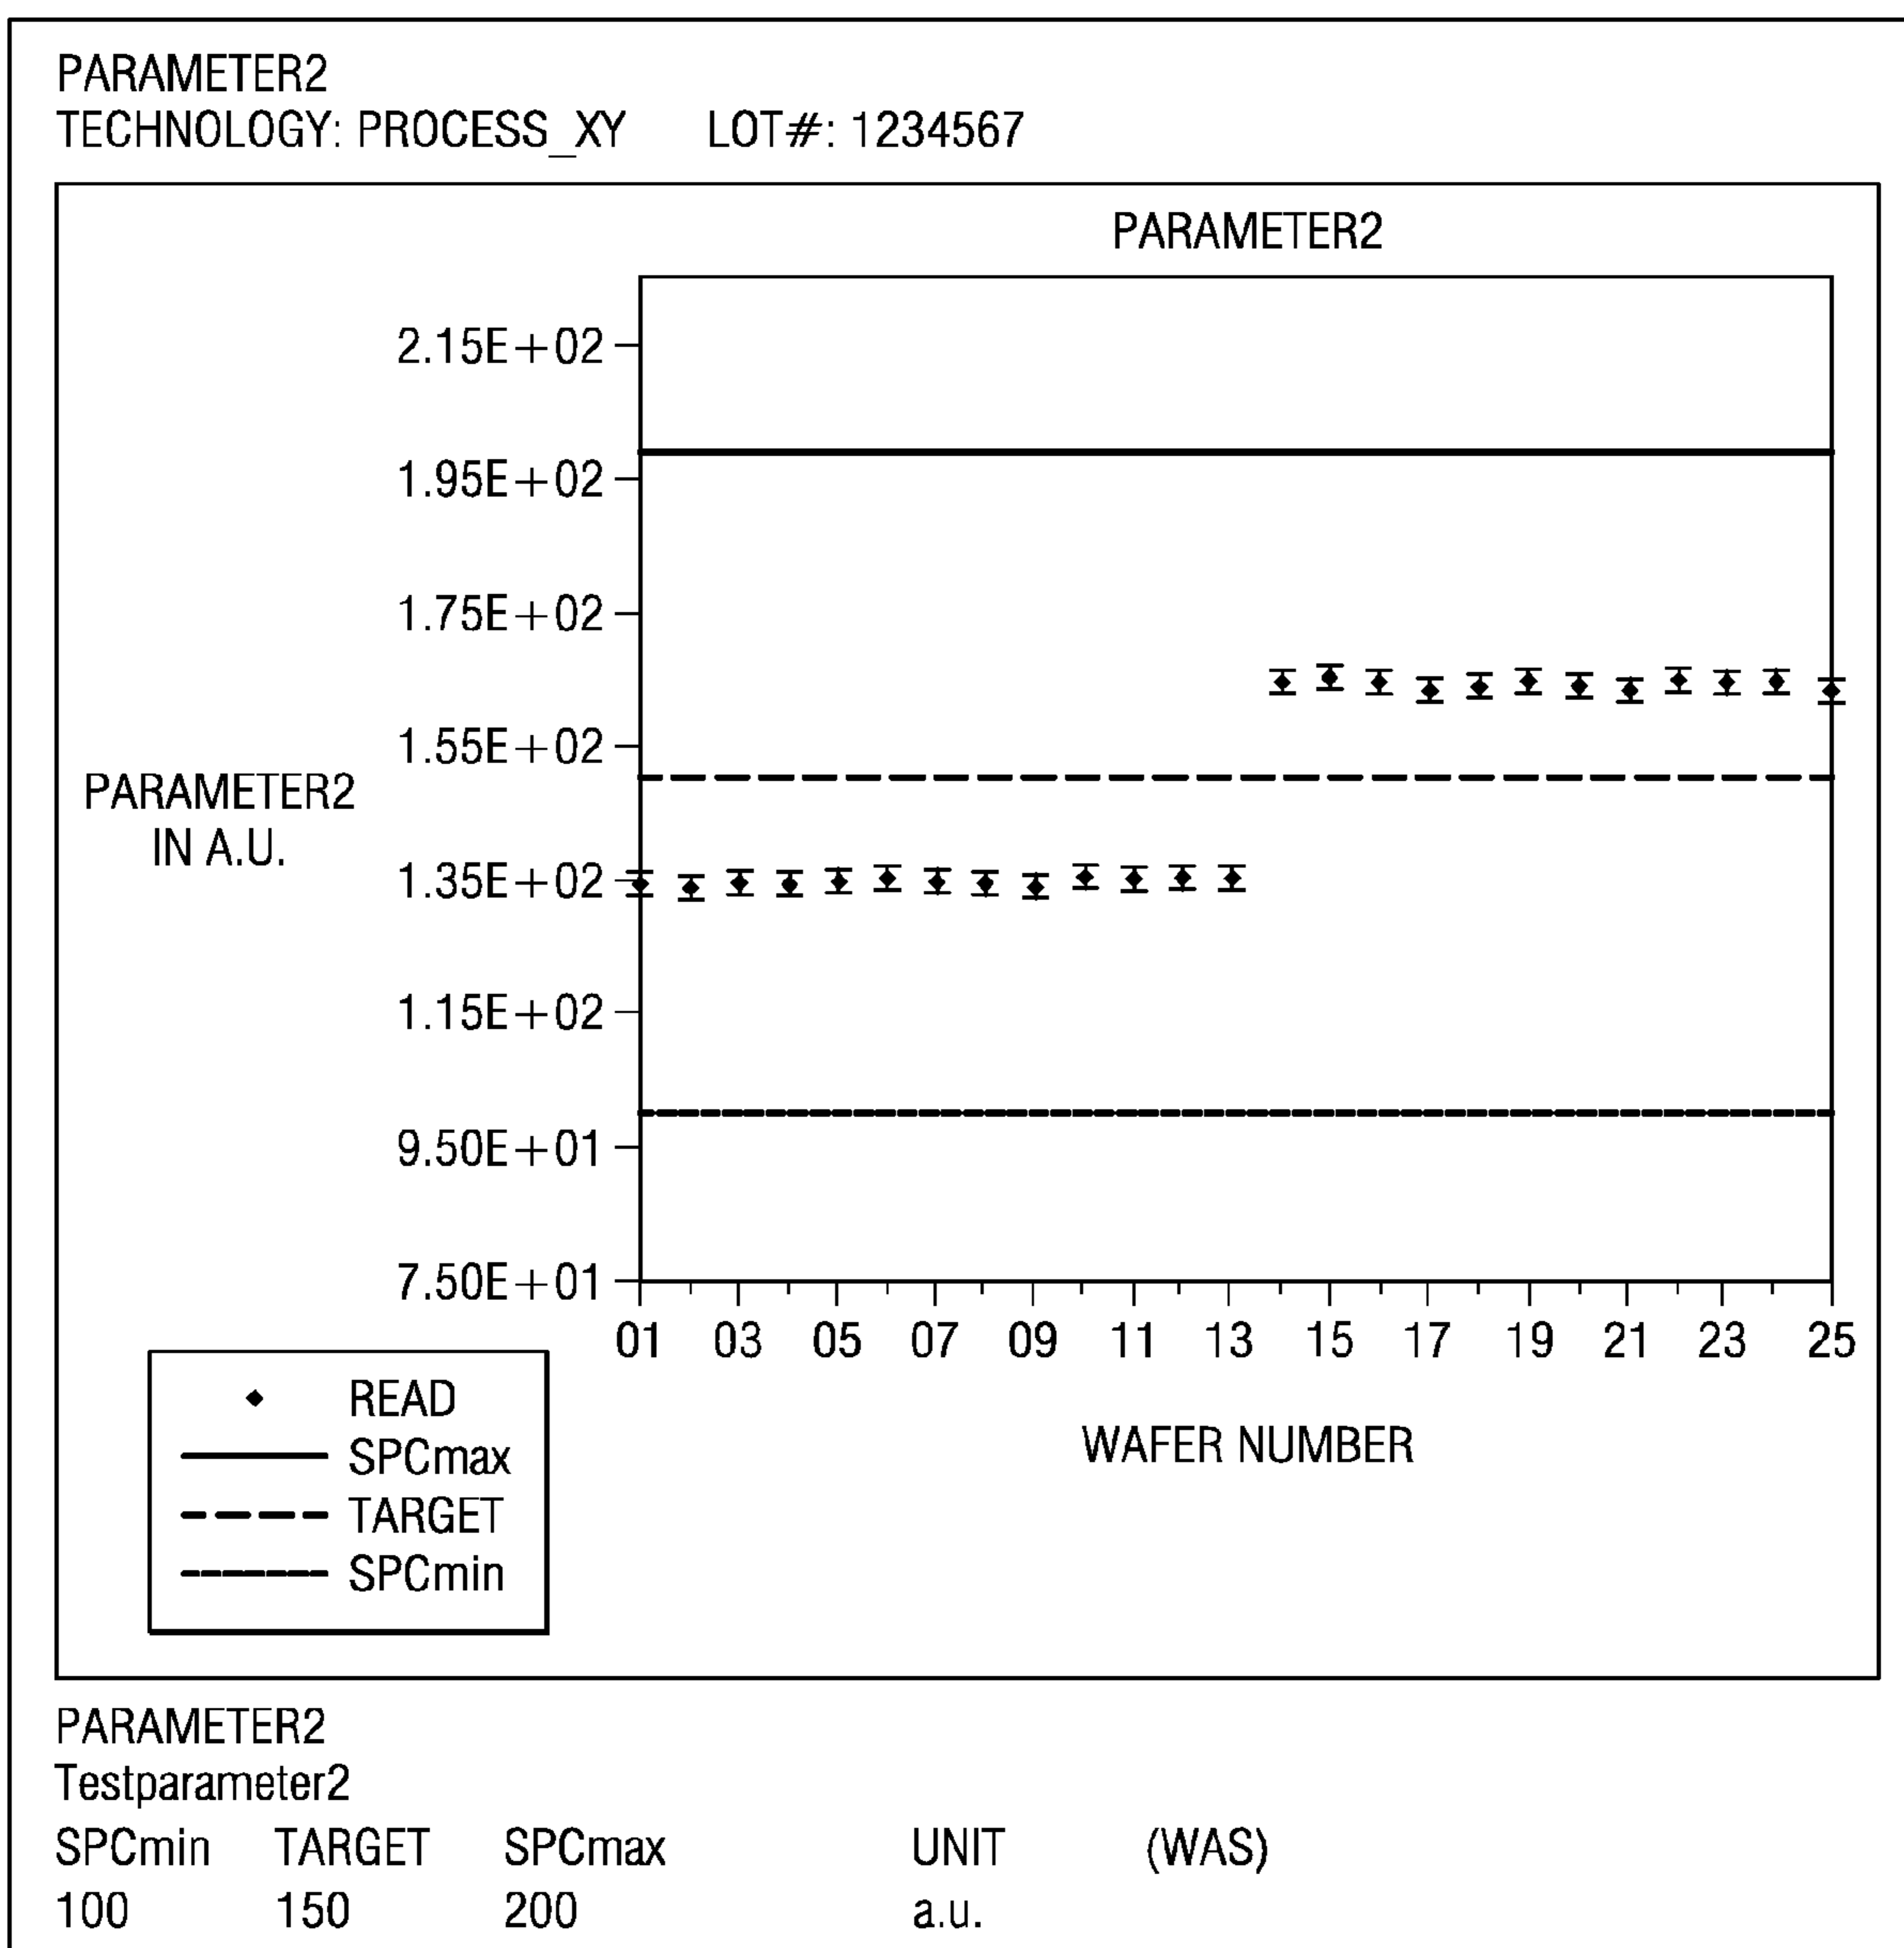 PARAMETER2
TECHNOLOGY: PROCESS_XY LOT#: 1234567
PARAMETER2
2.15E+02
1.95E+02
1.75E+02
1.55E+02
PARAMETER2
IN A.U.
1.35E+02
1.15E+02
9.50E+01
7.50E+01
01 03 05 07 09 11 13 15 17 19 21 23 25
WAFER NUMBER
READ
SPCmax
TARGET
SPCmin
PARAMETER2
Testparameter2
SPCmin TARGET SPCmax UNIT (WAS)
100 150 200 a.u.